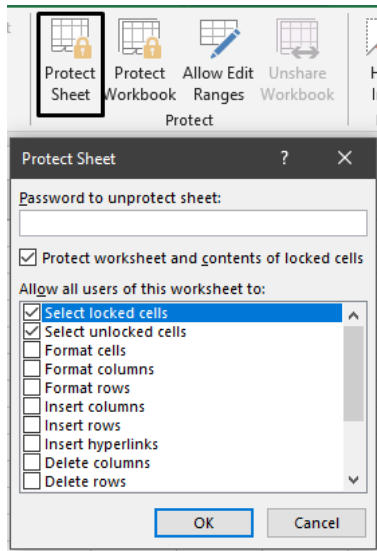 Protect Protect Allow Edit Unshare H
Sheet Workbook Ranges Workbook I
Protect
Protect Sheet ? ×
Password to unprotect sheet:
Protect worksheet and contents of locked cells
Allow all users of this worksheet to:
Select locked cells
Select unlocked cells
Format cells
Format columns
Format rows
Insert columns
Insert rows
Insert hyperlinks
Delete columns
Delete rows
OK Cancel